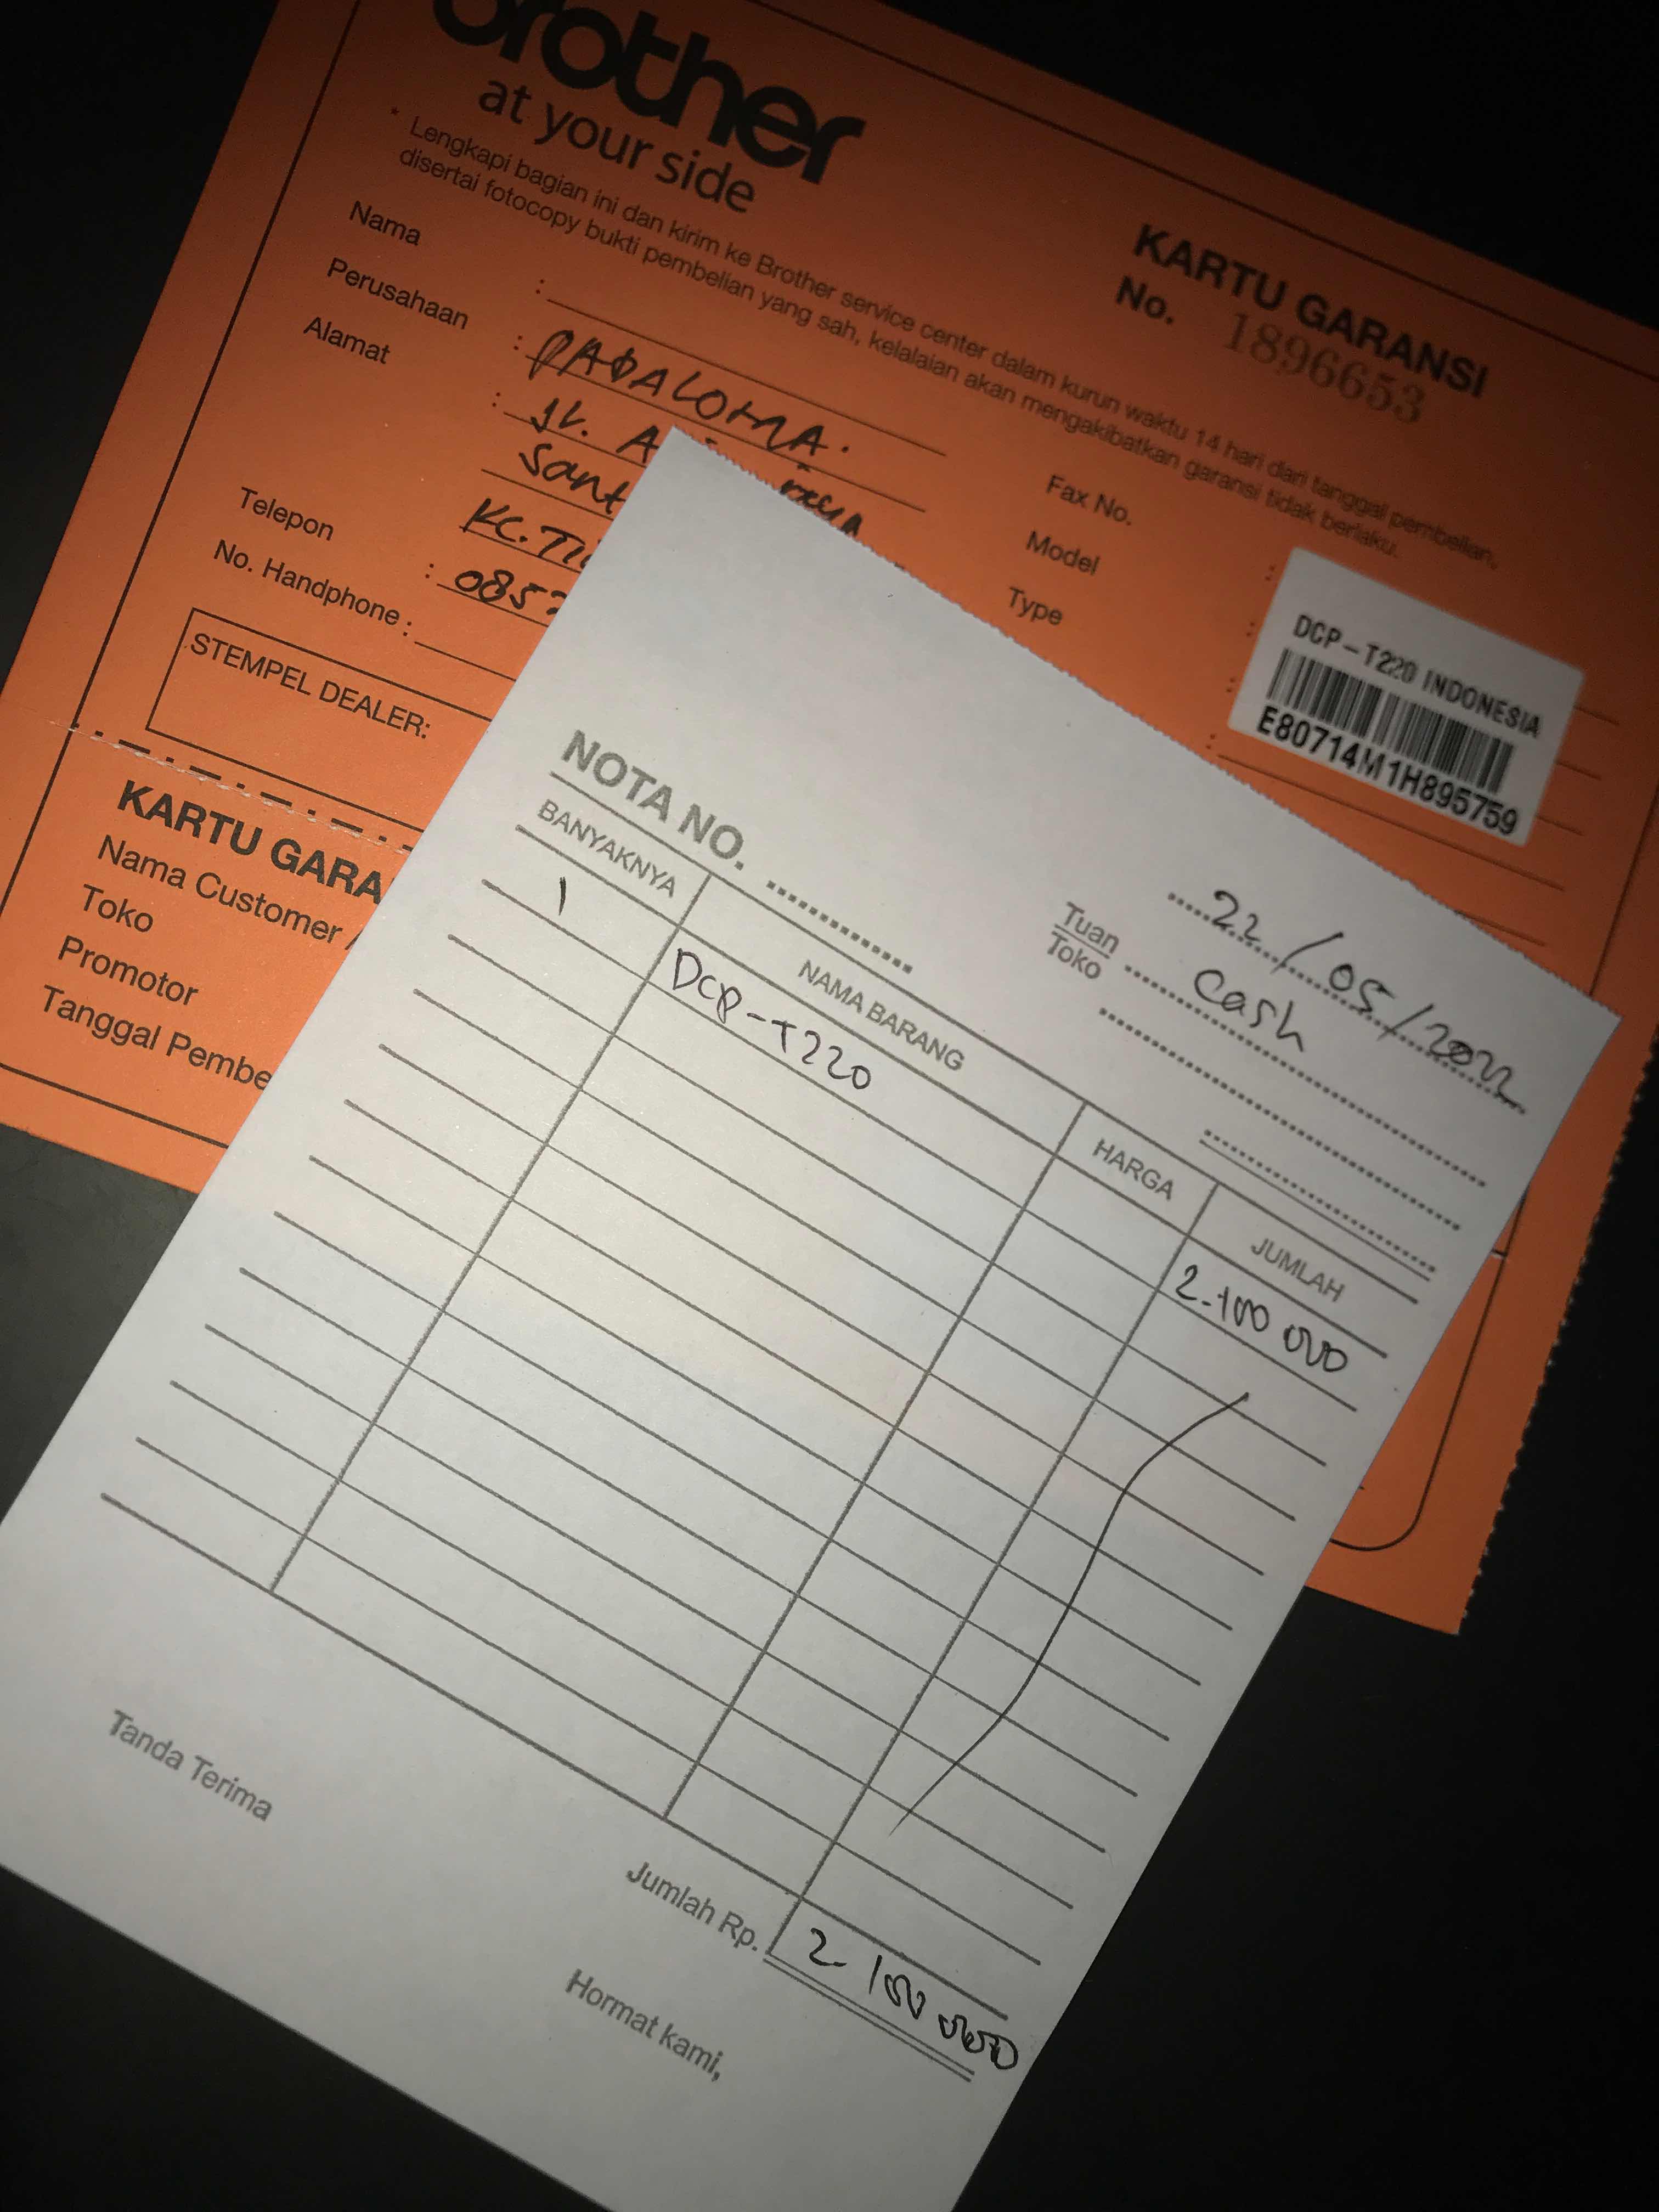 brother
at your side
* Lengkapi bagian ini dan kirim ke Brother service center dalam kurun waktu 14 hari dari tanggal pembelian,
disertai fotocopy bukti pembelian yang sah, kelalaian akan mengakibatkan garansi tidak berlaku.
KARTU GARANSI
No. 1896653
Nama :
Perusahaan :
Alamat :
JL.
KC.
Telepon : 0852
No. Handphone :
STEMPEL DEALER:
Fax No. :
Model :
Type :
DCP-T220 INDONESIA
E80714M1H895759
KARTU GARA
Nama Customer /
Toko
Promotor
Tanggal Pembe
22/05/2022
Tuan cash
Toko
NOTA NO.
BANYAKNYA NAMA BARANG HARGA JUMLAH
1 DCP-T220 2.100 000
Jumlah Rp. 2.100 000
Tanda Terima
Hormat kami,